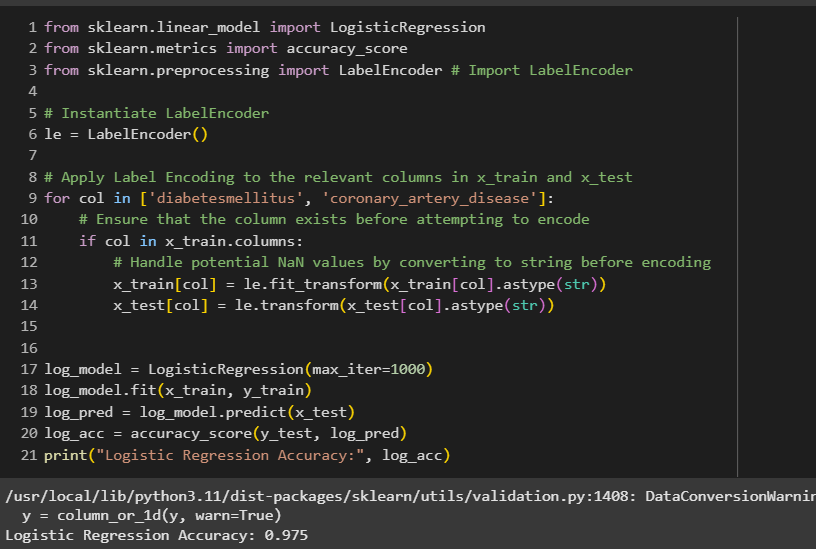 1 from sklearn.linear_model import LogisticRegression
2 from sklearn.metrics import accuracy_score
3 from sklearn.preprocessing import LabelEncoder # Import LabelEncoder
4
5 # Instantiate LabelEncoder
6 le = LabelEncoder()
7
8 # Apply Label Encoding to the relevant columns in x_train and x_test
9 for col in ['diabetesmellitus', 'coronary_artery_disease']:
10     # Ensure that the column exists before attempting to encode
11     if col in x_train.columns:
12         # Handle potential NaN values by converting to string before encoding
13         x_train[col] = le.fit_transform(x_train[col].astype(str))
14         x_test[col] = le.transform(x_test[col].astype(str))
15
16
17 log_model = LogisticRegression(max_iter=1000)
18 log_model.fit(x_train, y_train)
19 log_pred = log_model.predict(x_test)
20 log_acc = accuracy_score(y_test, log_pred)
21 print("Logistic Regression Accuracy:", log_acc)
/usr/local/lib/python3.11/dist-packages/sklearn/utils/validation.py:1408: DataConversionWarnin
  y = column_or_1d(y, warn=True)
Logistic Regression Accuracy: 0.975